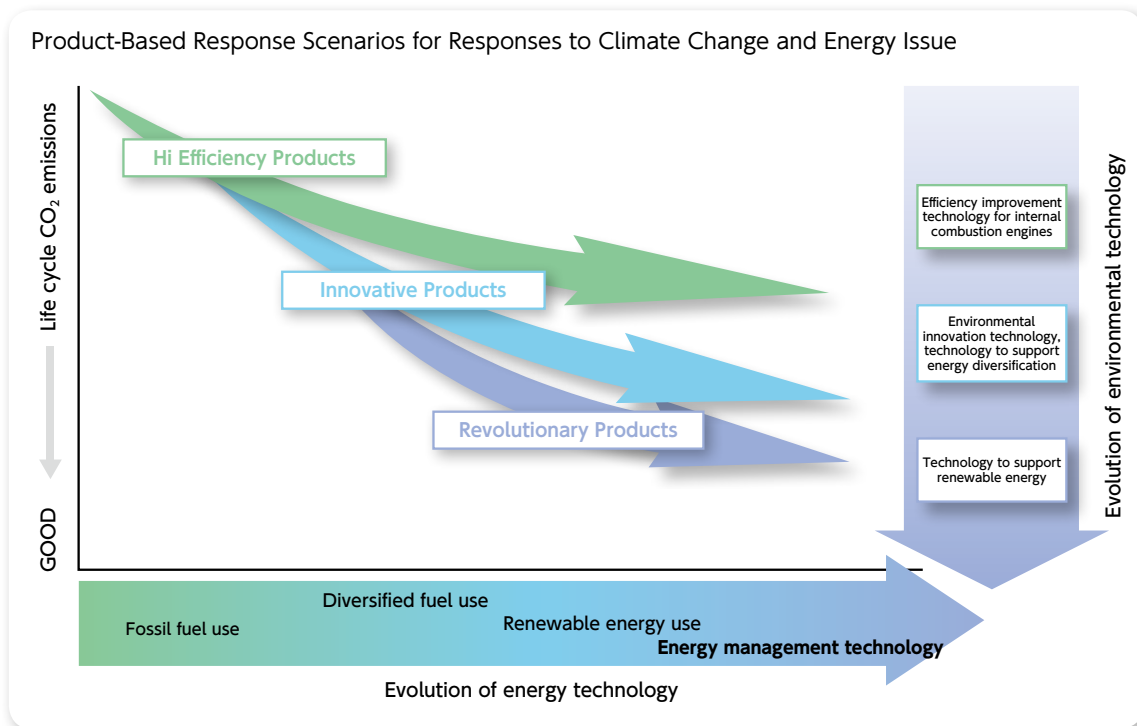 Product-Based Response Scenarios for Responses to Climate Change and Energy Issue
Life cycle CO₂ emissions
GOOD
Hi Efficiency Products
Innovative Products
Revolutionary Products
Efficiency improvement
technology for internal
combustion engines
Environmental
innovation technology,
technology to support
energy diversification
Technology to support
renewable energy
Evolution of environmental technology
Fossil fuel use
Diversified fuel use
Renewable energy use
Energy management technology
Evolution of energy technology